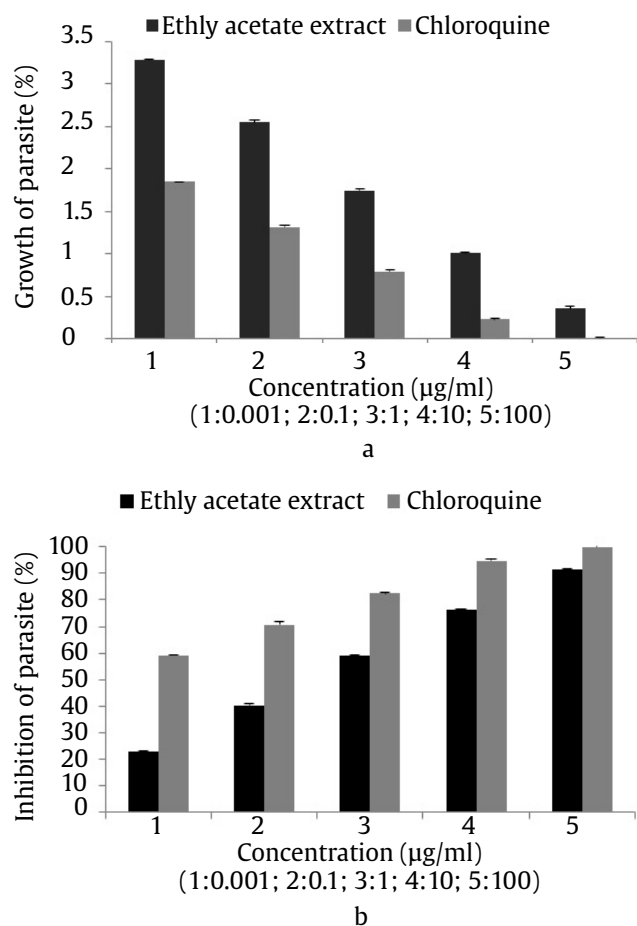 Ethly acetate extract Chloroquine
Growth of parasite (%)
3.5
3
2.5
2
1.5
1
0.5
0
1 2 3 4 5
Concentration (µg/ml)
(1:0.001; 2:0.1; 3:1; 4:10; 5:100)
a
Ethly acetate extract Chloroquine
Inhibition of parasite (%)
100
90
80
70
60
50
40
30
20
10
0
1 2 3 4 5
Concentration (µg/ml)
(1:0.001; 2:0.1; 3:1; 4:10; 5:100)
b